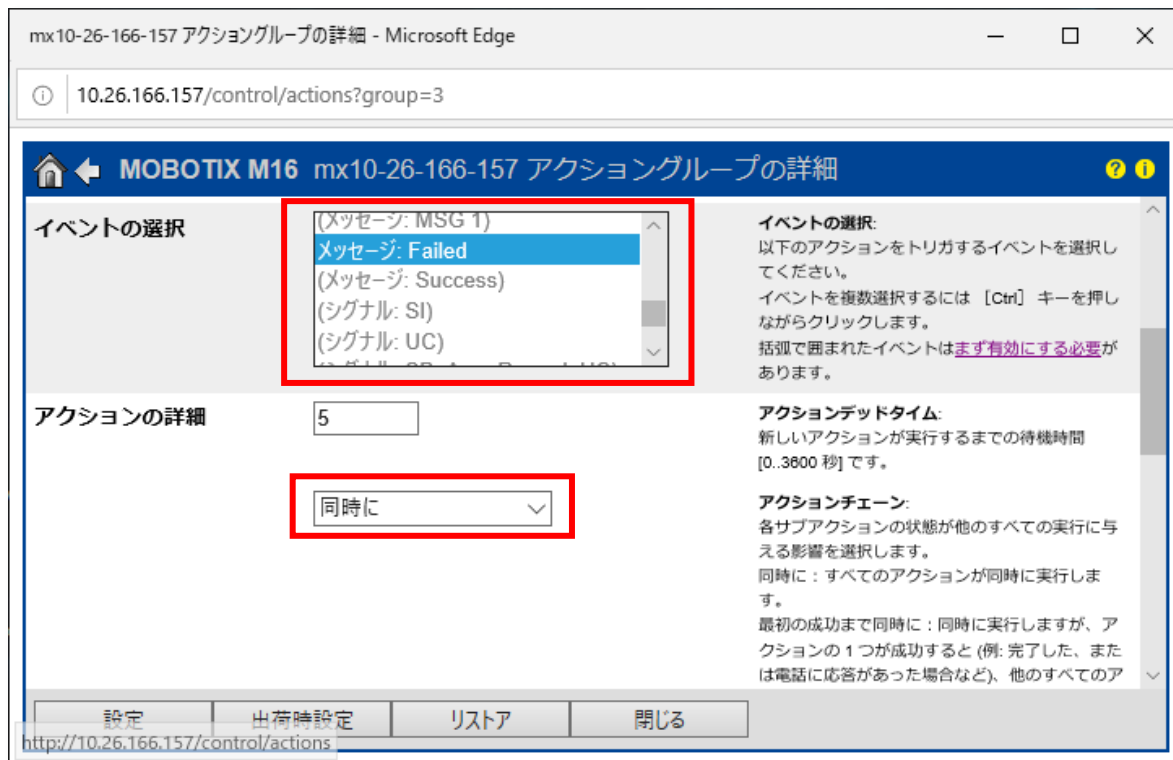 mx10-26-166-157 アクショングループの詳細 - Microsoft Edge
10.26.166.157/control/actions?group=3
MOBOTIX M16 mx10-26-166-157 アクショングループの詳細
イベントの選択
(メッセージ: MSG 1)
メッセージ: Failed
(メッセージ: Success)
(シグナル: SI)
(シグナル: UC)
イベントの選択:
以下のアクションをトリガするイベントを選択し
てください。
イベントを複数選択するには [Ctrl] キーを押し
ながらクリックします。
括弧で囲まれたイベントはまず有効にする必要が
あります。
アクションの詳細
5
アクションデッドタイム:
新しいアクションが実行するまでの待機時間
[0..3600 秒] です。
同時に
アクションチェーン:
各サブアクションの状態が他のすべての実行に与
える影響を選択します。
同時に：すべてのアクションが同時に実行しま
す。
最初の成功まで同時に：同時に実行しますが、ア
クションの 1 つが成功すると (例: 完了した、また
は電話に応答があった場合など)、他のすべてのア
設定
出荷時設定
リストア
閉じる
http://10.26.166.157/control/actions